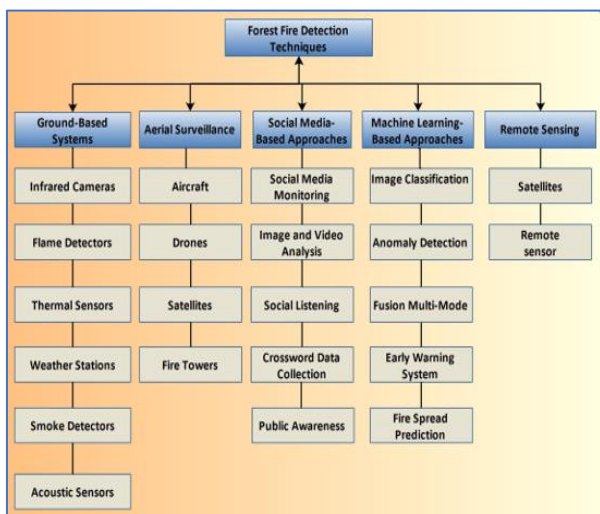 Forest Fire Detection
Techniques
Ground-Based
Systems
Infrared Cameras
Flame Detectors
Thermal Sensors
Weather Stations
Smoke Detectors
Acoustic Sensors
Aerial Surveillance
Aircraft
Drones
Satellites
Fire Towers
Social Media-
Based Approaches
Social Media
Monitoring
Image and Video
Analysis
Social Listening
Crossword Data
Collection
Public Awareness
Machine Learning-
Based Approaches
Image Classification
Anomaly Detection
Fusion Multi-Mode
Early Warning
System
Fire Spread
Prediction
Remote Sensing
Satellites
Remote
sensor